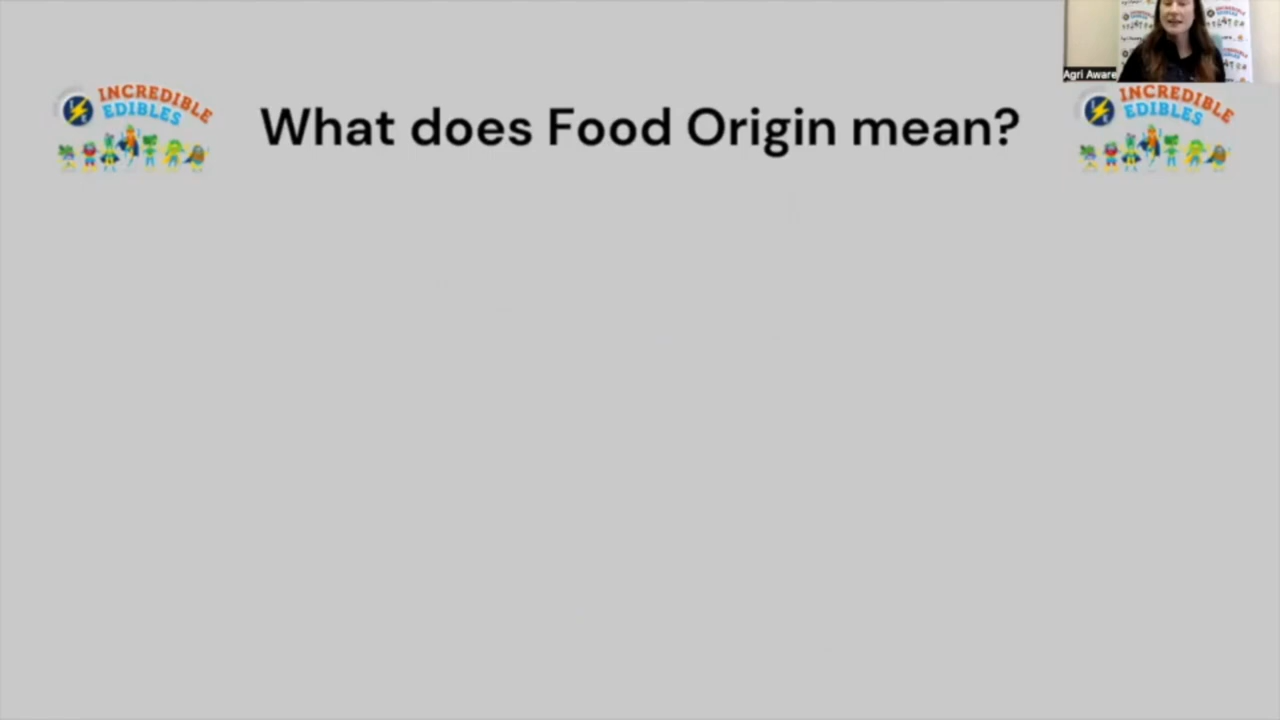 INCREDIBLE
EDIBLES
What does Food Origin mean?
Agri Aware
INCREDIBLE
EDIBLES